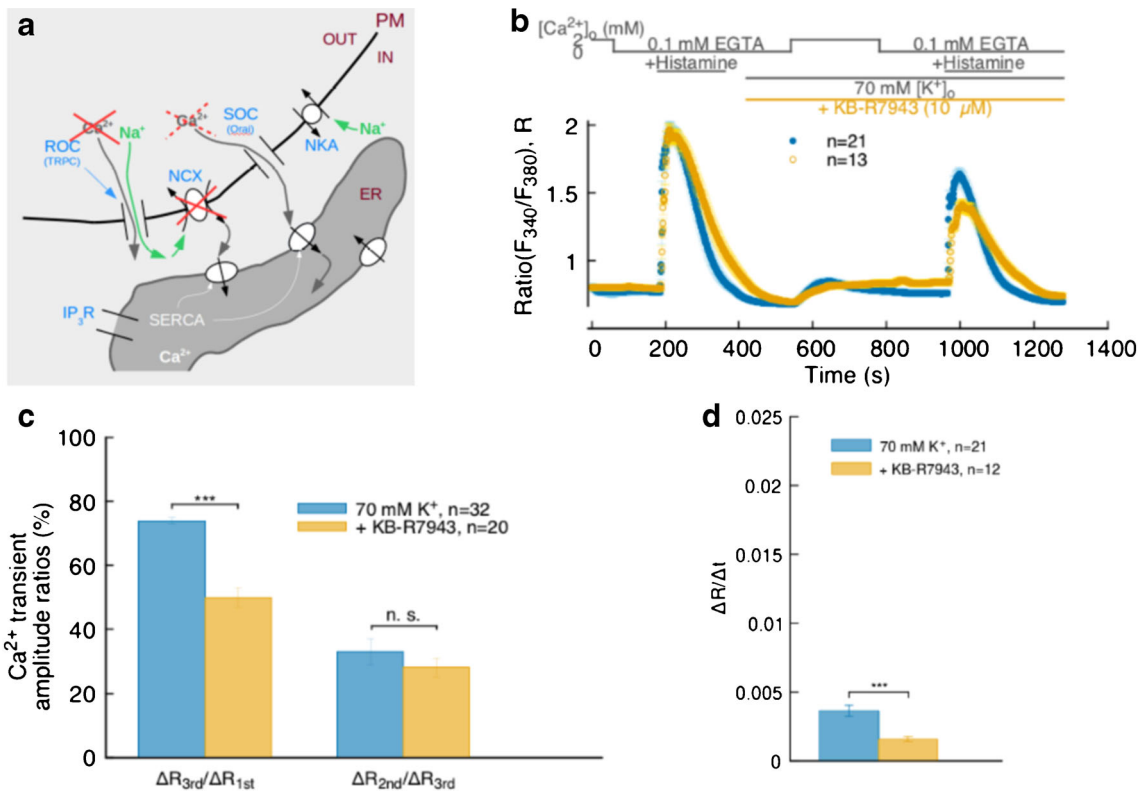 a
PM
OUT
IN
Ca²⁺
Na⁺
Ca²⁺
SOC
(Orai)
Na⁺
NKA
ROC
(TRPC)
NCX
ER
IP₃R
SERCA
Ca²⁺
b
[Ca²⁺]ₒ (mM)
2
0
0.1 mM EGTA
0.1 mM EGTA
+Histamine
+Histamine
70 mM [K⁺]ₒ
+ KB-R7943 (10 µM)
n=21
n=13
Ratio(F₃₄₀/F₃₈₀), R
2
1.5
1
0
200
400
600
800
1000
1200
1400
Time (s)
c
Ca²⁺ transient
amplitude ratios (%)
100
80
60
40
20
0
***
n. s.
70 mM K⁺, n=32
+ KB-R7943, n=20
ΔR₃rd/ΔR₁st
ΔR₂nd/ΔR₃rd
d
ΔR/Δt
0.025
0.02
0.015
0.01
0.005
0
70 mM K⁺, n=21
+ KB-R7943, n=12
***